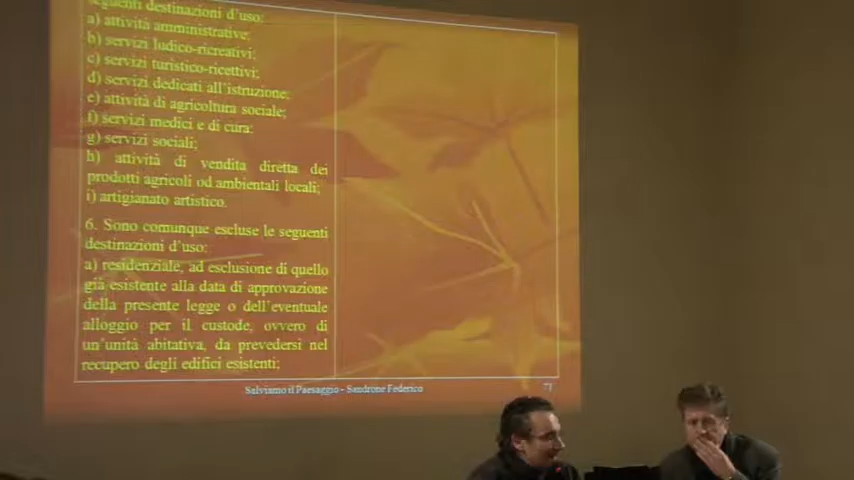 seguenti destinazioni d'uso:
a) attività amministrative;
b) servizi ludico-ricreativi;
c) servizi turistico-ricettivi;
d) servizi dedicati all'istruzione;
e) attività di agricoltura sociale;
f) servizi medici e di cura;
g) servizi sociali;
h) attività di vendita diretta dei
prodotti agricoli od ambientali locali;
i) artigianato artistico.
6. Sono comunque escluse le seguenti
destinazioni d'uso:
a) residenziale, ad esclusione di quello
già esistente alla data di approvazione
della presente legge o dell'eventuale
alloggio per il custode, ovvero di
un'unità abitativa, da prevedersi nel
recupero degli edifici esistenti;
Salviamo il Paesaggio - Sandrone Federico
71